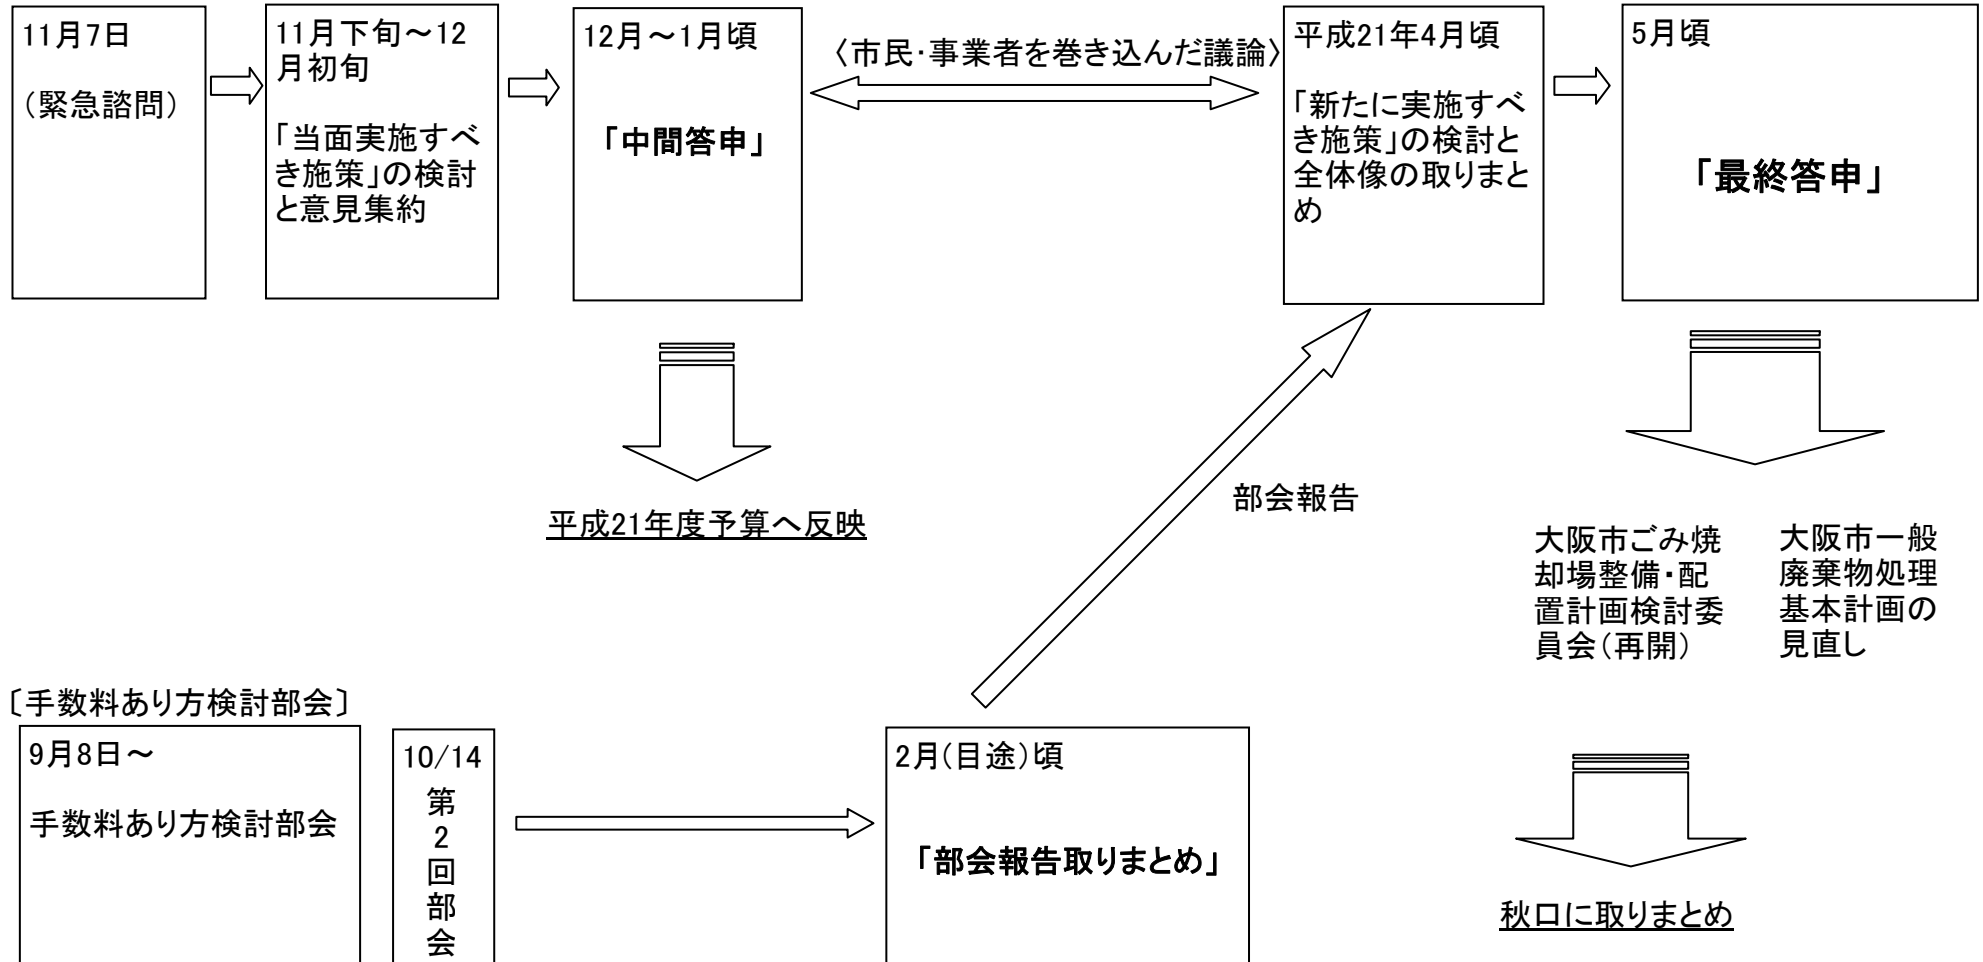 11月7日
（緊急諮問）
11月下旬～12
月初旬
「当面実施すべ
き施策」の検討
と意見集約
12月～1月頃
「中間答申」
〈市民・事業者を巻き込んだ議論〉
平成21年4月頃
「新たに実施すべ
き施策」の検討と
全体像の取りまと
め
5月頃
「最終答申」
平成21年度予算へ反映
部会報告
大阪市ごみ焼
却場整備・配
置計画検討委
員会（再開）
大阪市一般
廃棄物処理
基本計画の
見直し
〔手数料あり方検討部会〕
9月8日～
手数料あり方検討部会
10/14
第
2
回
部
会
2月(目途)頃
「部会報告取りまとめ」
秋口に取りまとめ